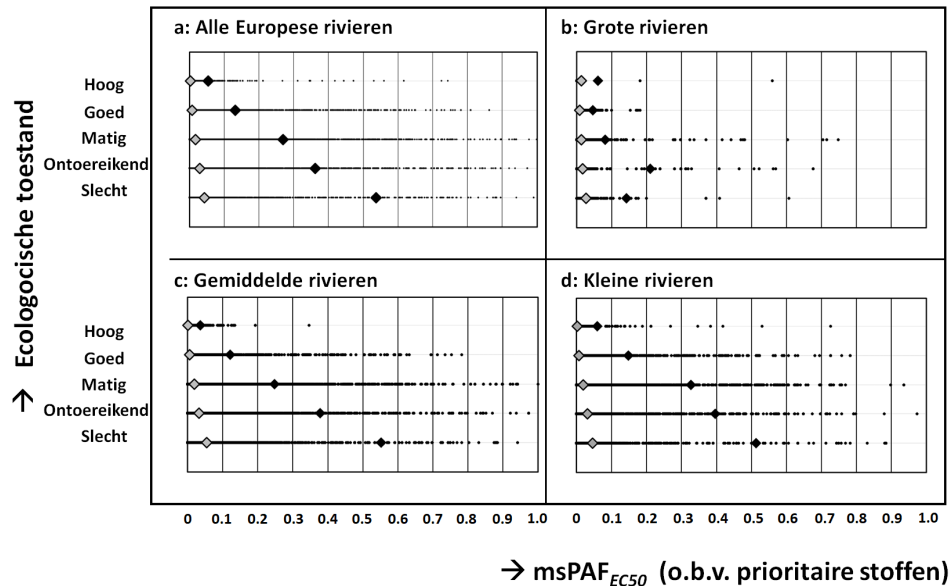 a: Alle Europese rivieren
b: Grote rivieren
Hoog
Goed
Matig
Ontoereikend
Slecht
c: Gemiddelde rivieren
d: Kleine rivieren
Hoog
Goed
Matig
Ontoereikend
Slecht
→ Ecologocische toestand
0 0.1 0.2 0.3 0.4 0.5 0.6 0.7 0.8 0.9 1.0
0 0.1 0.2 0.3 0.4 0.5 0.6 0.7 0.8 0.9 1.0
→ msPAFEC50 (o.b.v. prioritaire stoffen)